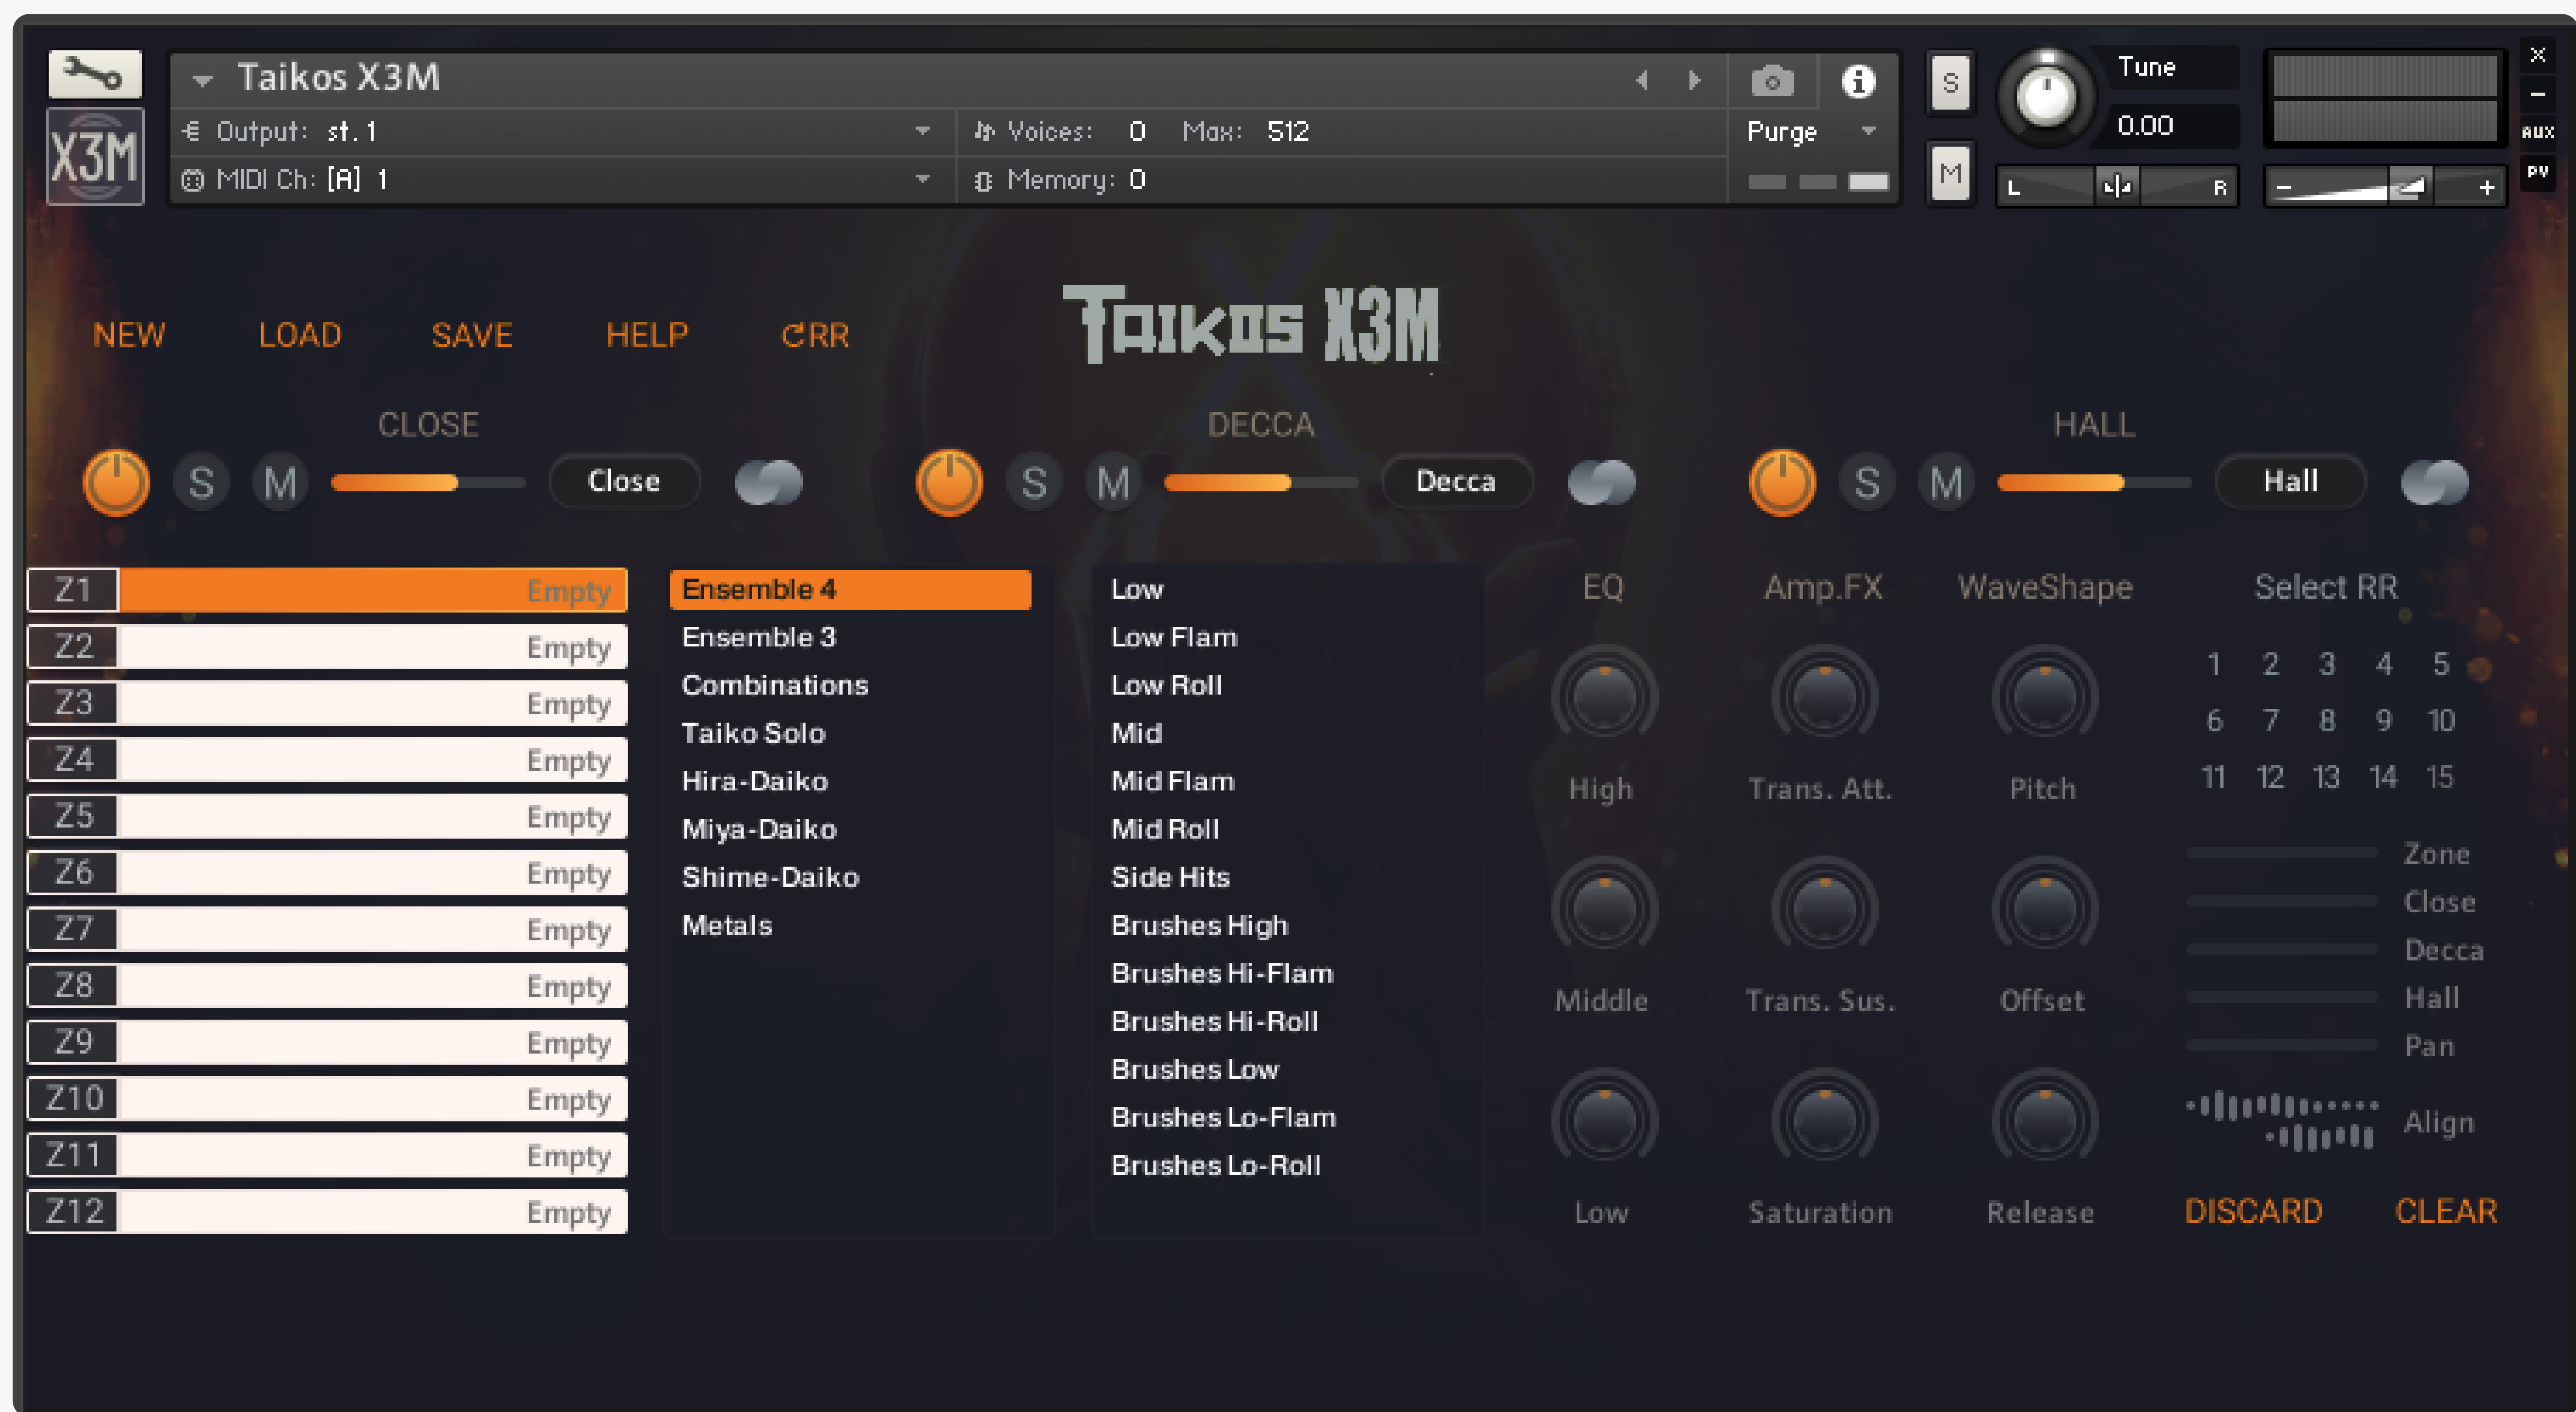 Taikos X3M
i
S
Tune
X
X3M
Output: st. 1
Voices: 0 Max: 512
Purge
0.00
AUX
MIDI Ch: [A] 1
Memory: 0
M
L
R
PV
NEW LOAD SAVE HELP RR
TAIKOS X3M
CLOSE DECCA HALL
S M Close
S M Decca
S M Hall
Z1 Empty
Z2 Empty
Z3 Empty
Z4 Empty
Z5 Empty
Z6 Empty
Z7 Empty
Z8 Empty
Z9 Empty
Z10 Empty
Z11 Empty
Z12 Empty
Ensemble 4
Ensemble 3
Combinations
Taiko Solo
Hira-Daiko
Miya-Daiko
Shime-Daiko
Metals
Low
Low Flam
Low Roll
Mid
Mid Flam
Mid Roll
Side Hits
Brushes High
Brushes Hi-Flam
Brushes Hi-Roll
Brushes Low
Brushes Lo-Flam
Brushes Lo-Roll
EQ Amp.FX WaveShape
High Trans. Att. Pitch
Middle Trans. Sus. Offset
Low Saturation Release
Select RR
1 2 3 4 5
6 7 8 9 10
11 12 13 14 15
Zone
Close
Decca
Hall
Pan
Align
DISCARD CLEAR